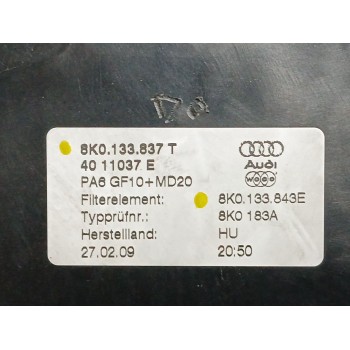 8K0.133.837 T
40 11037 E
PA6 GF10+MD20
Audi
Filterelement: 8K0.133.843E
Typprüfnr.: 8K0 183A
Herstelland: HU
27.02.09 20:50